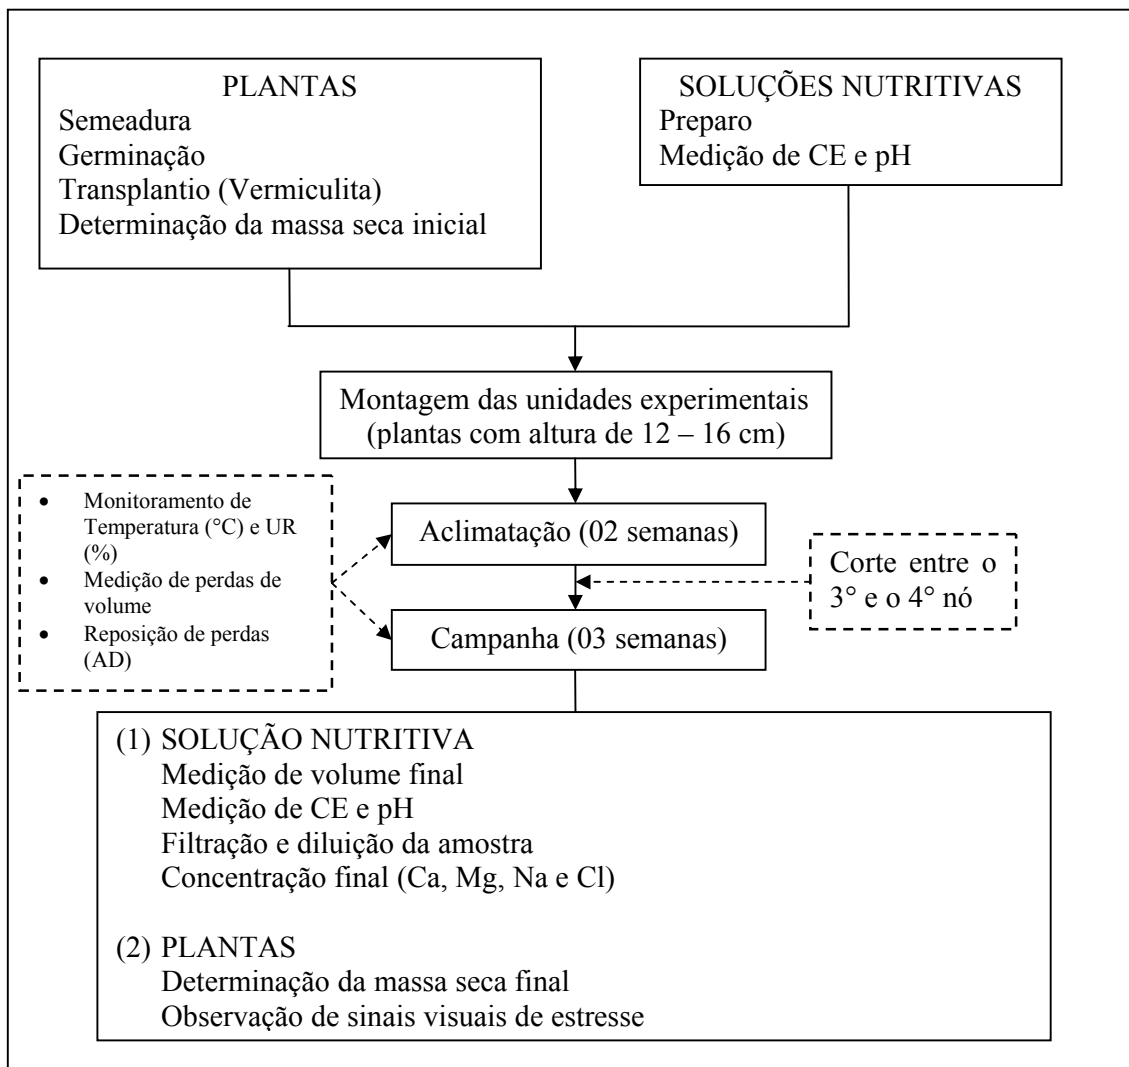 PLANTAS
Semeadura
Germinação
Transplantio (Vermiculita)
Determinação da massa seca inicial
SOLUÇÕES NUTRITIVAS
Preparo
Medição de CE e pH
Montagem das unidades experimentais
(plantas com altura de 12 – 16 cm)
• Monitoramento de
Temperatura (°C) e UR
(%)
• Medição de perdas de
volume
• Reposição de perdas
(AD)
Aclimatação (02 semanas)
Corte entre o
3° e o 4° nó
Campanha (03 semanas)
(1) SOLUÇÃO NUTRITIVA
Medição de volume final
Medição de CE e pH
Filtração e diluição da amostra
Concentração final (Ca, Mg, Na e Cl)
(2) PLANTAS
Determinação da massa seca final
Observação de sinais visuais de estresse